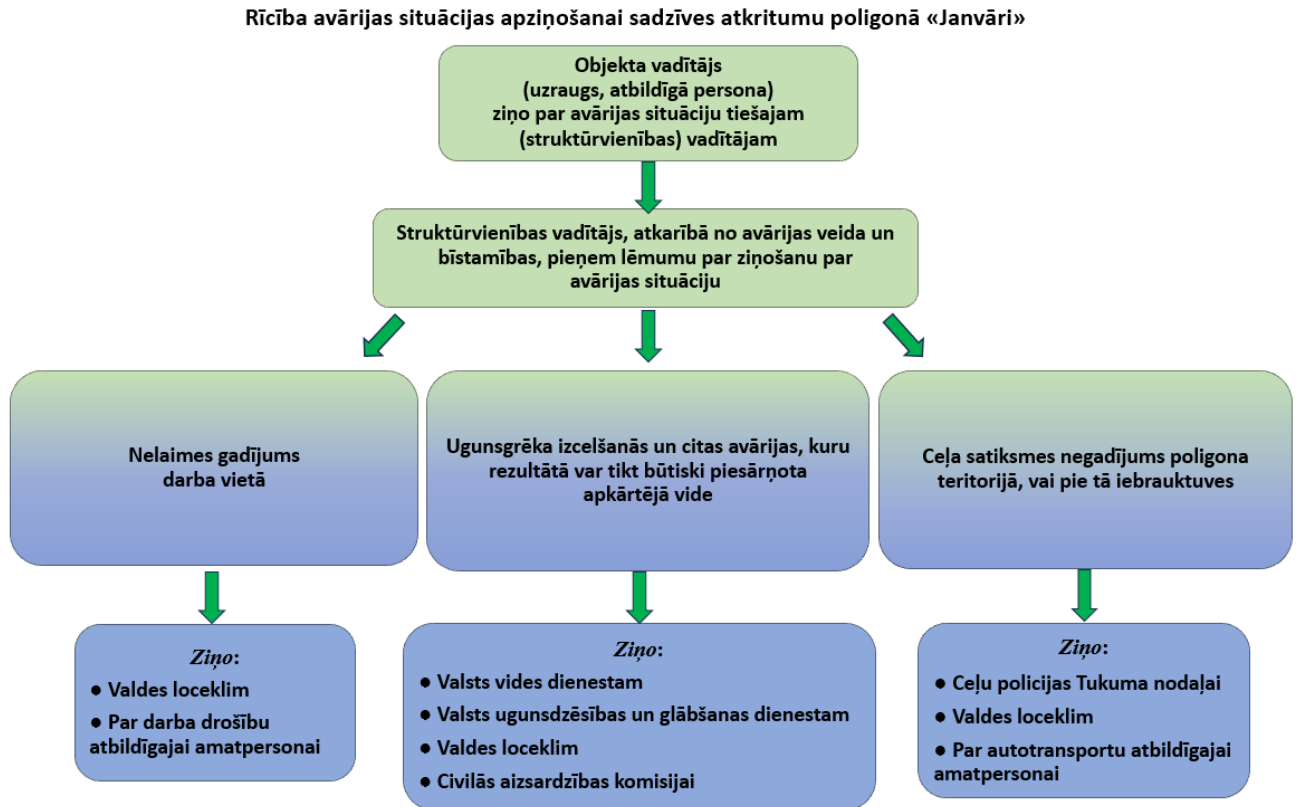 Rīcība avārijas situācijas apziņošanai sadzīves atkritumu poligonā «Janvāri»
Objekta vadītājs
(uzraugs, atbildīgā persona)
ziņo par avārijas situāciju tiešajam
(struktūrvienības) vadītājam
Struktūrvienības vadītājs, atkarībā no avārijas veida un
bīstamības, pieņem lēmumu par ziņošanu par
avārijas situāciju
Nelaimes gadījums
darba vietā
Ugunsgrēka izcelšanās un citas avārijas, kuru
rezultātā var tikt būtiski piesārņota
apkārtējā vide
Ceļa satiksmes negadījums poligona
teritorijā, vai pie tā iebrauktuves
Ziņo:
● Valdes loceklim
● Par darba drošību
atbildīgajai amatpersonai
Ziņo:
● Valsts vides dienestam
● Valsts ugunsdzēsības un glābšanas dienestam
● Valdes loceklim
● Civilās aizsardzības komisijai
Ziņo:
● Ceļu policijas Tukuma nodaļai
● Valdes loceklim
● Par autotransportu atbildīgajai
amatpersonai